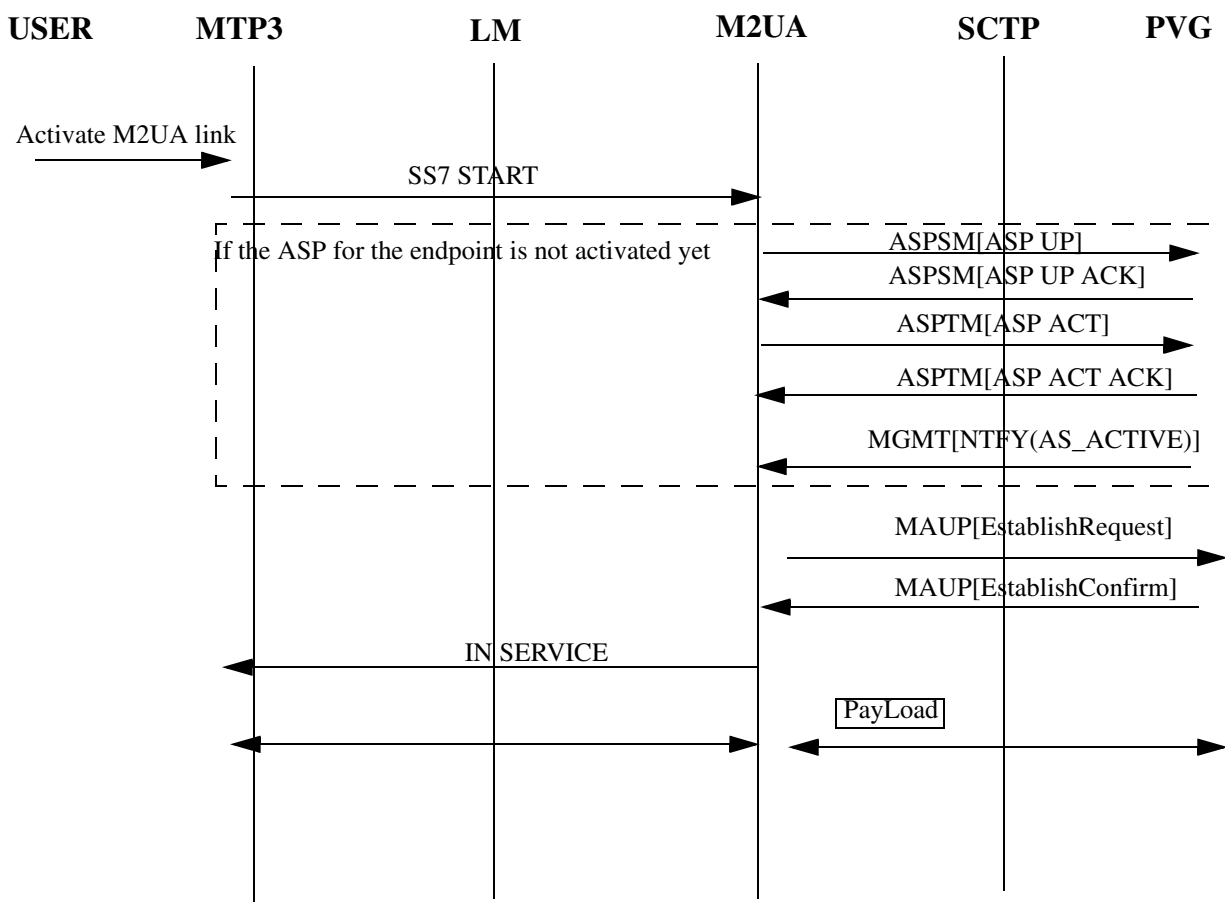 USER MTP3 LM M2UA SCTP PVG
Activate M2UA link
SS7 START
If the ASP for the endpoint is not activated yet
ASPSM[ASP UP]
ASPSM[ASP UP ACK]
ASPTM[ASP ACT]
ASPTM[ASP ACT ACK]
MGMT[NTFY(AS_ACTIVE)]
MAUP[EstablishRequest]
MAUP[EstablishConfirm]
IN SERVICE
PayLoad